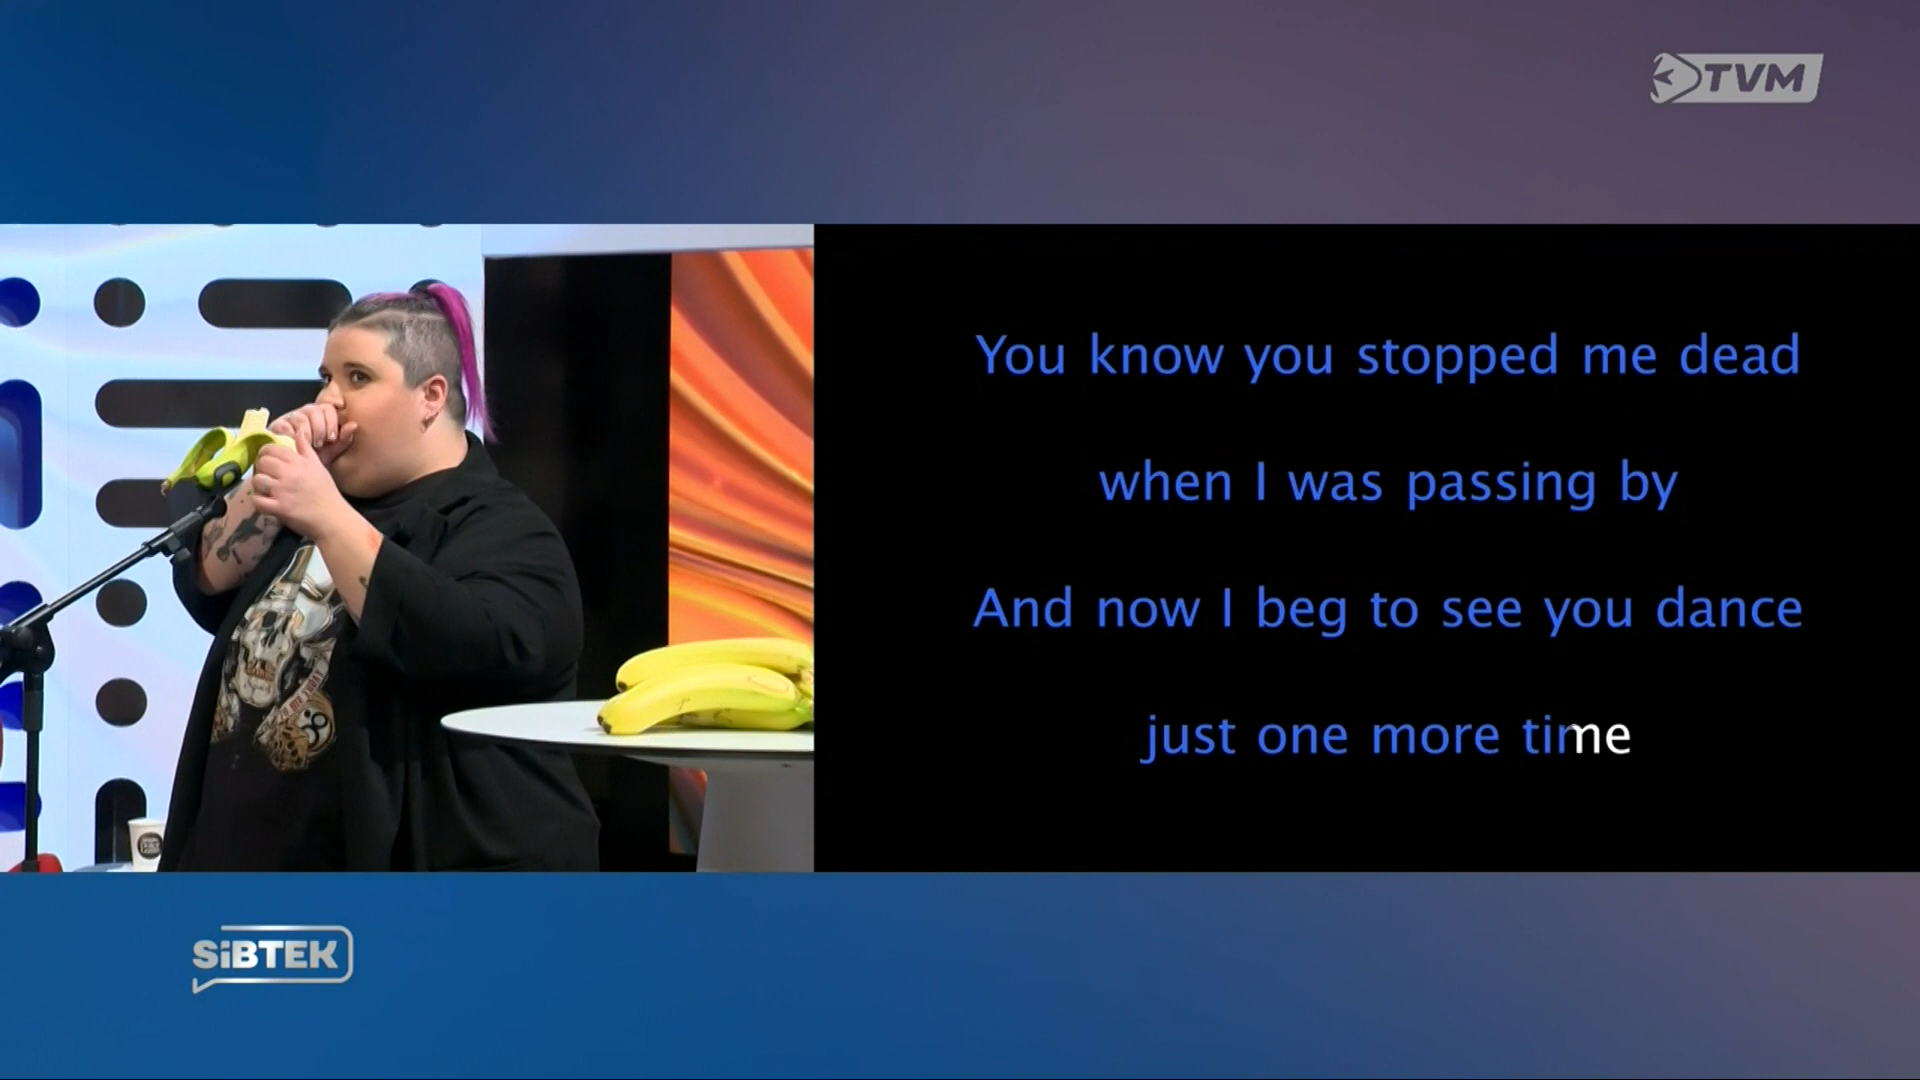 TVM
You know you stopped me dead
when I was passing by
And now I beg to see you dance
just one more time
SiBTEK